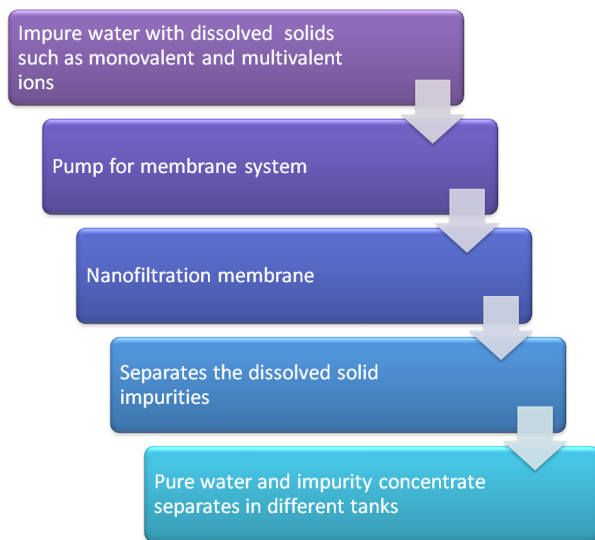 Impure water with dissolved solids
such as monovalent and multivalent
ions
Pump for membrane system
Nanofiltration membrane
Separates the dissolved solid
impurities
Pure water and impurity concentrate
separates in different tanks